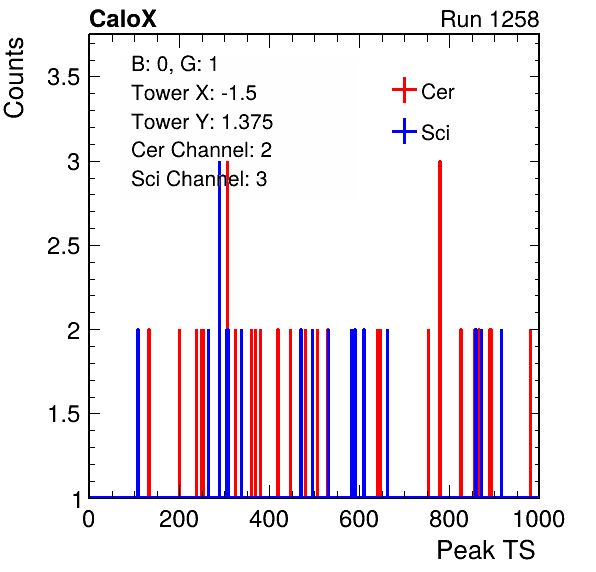 CaloX Run 1258
Counts
B: 0, G: 1
Tower X: -1.5
Tower Y: 1.375
Cer Channel: 2
Sci Channel: 3
Cer
Sci
3.5
3
2.5
2
1.5
1
0 200 400 600 800 1000
Peak TS